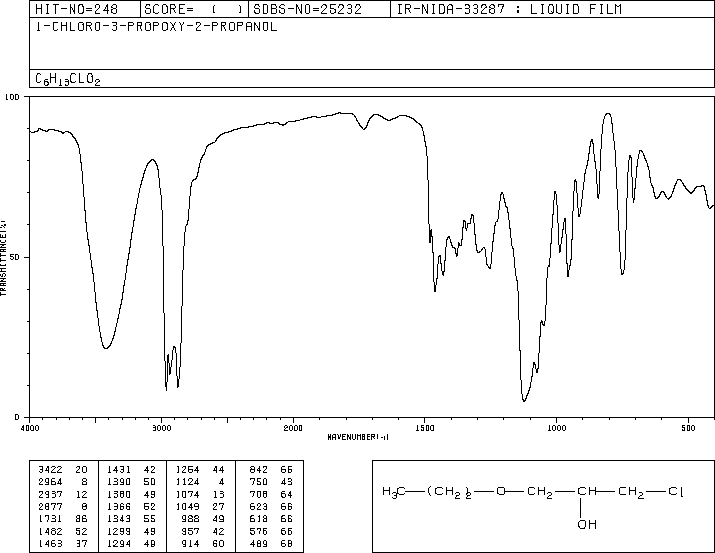 HIT-NO=248 SCORE= ( ) SDBS-NO=25232 IR-NIDA-33287 : LIQUID FILM
1-CHLORO-3-PROPOXY-2-PROPANOL
C6H13CLO2
100
50
0
TRANSMITTANCE(%)
4000 3000 2000 1500 1000 500
WAVENUMBER(-1)
3422 20 1431 42 1254 44 842 66
2964 8 1390 50 1124 4 750 43
2937 12 1380 49 1074 13 708 64
2877 8 1366 52 1049 27 623 66
1731 86 1343 55 988 49 618 66
1482 52 1299 49 957 42 576 66
1463 37 1294 49 914 60 489 68
H3C—(CH2)2—O—CH2—CH—CH2—Cl
OH